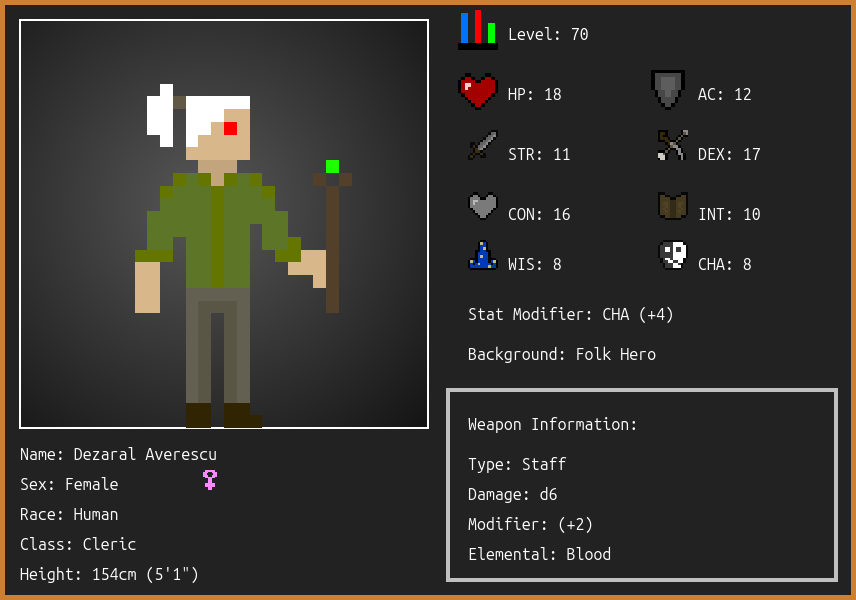 Level: 70
HP: 18
AC: 12
STR: 11
DEX: 17
CON: 16
INT: 10
WIS: 8
CHA: 8
Stat Modifier: CHA (+4)
Background: Folk Hero
Name: Dezaral Averescu
Sex: Female
Race: Human
Class: Cleric
Height: 154cm (5'1")
Weapon Information:
Type: Staff
Damage: d6
Modifier: (+2)
Elemental: Blood